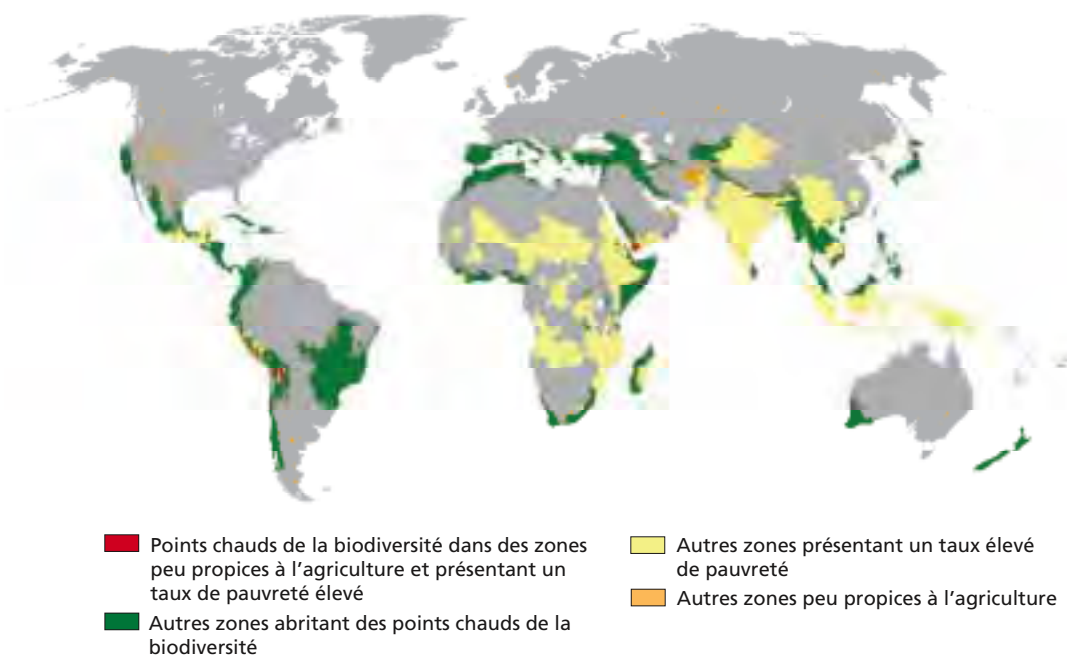 Points chauds de la biodiversité dans des zones
peu propices à l'agriculture et présentant un
taux de pauvreté élevé
Autres zones abritant des points chauds de la
biodiversité
Autres zones présentant un taux élevé
de pauvreté
Autres zones peu propices à l'agriculture